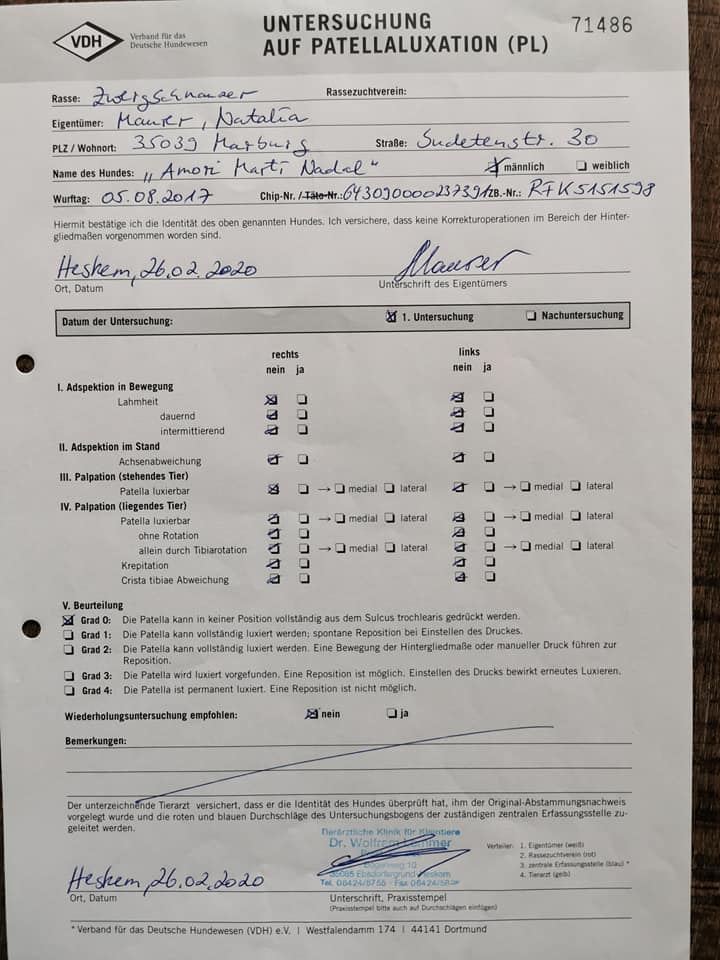 VDH
Verband für das
Deutsche Hundewesen
UNTERSUCHUNG
AUF PATELLALUXATION (PL)
71486
Rasse: Zwergschnauzer Rassezuchtverein:
Eigentümer: Maurer, Natalia
PLZ / Wohnort: 35039 Marburg Straße: Sudetenstr. 30
Name des Hundes: „Amori Marti Nadal" männlich weiblich
Wurftag: 05.08.2017 Chip-Nr. / Täto-Nr.: 643090000237391 ZB.-Nr.: RFK5151598
Hiermit bestätige ich die Identität des oben genannten Hundes. Ich versichere, dass keine Korrekturoperationen im Bereich der Hinter-
gliedmaßen vorgenommen worden sind.
Heskem, 26.02.2020 Maurer
Ort, Datum Unterschrift des Eigentümers
Datum der Untersuchung: 1. Untersuchung Nachuntersuchung
rechts links
nein ja nein ja
I. Adspektion in Bewegung
Lahmheit
dauernd
intermittierend
II. Adspektion im Stand
Achsenabweichung
III. Palpation (stehendes Tier)
Patella luxierbar → medial lateral → medial lateral
IV. Palpation (liegendes Tier)
Patella luxierbar → medial lateral → medial lateral
ohne Rotation
allein durch Tibiarotation → medial lateral → medial lateral
Krepitation
Crista tibiae Abweichung
V. Beurteilung
Grad 0: Die Patella kann in keiner Position vollständig aus dem Sulcus trochlearis gedrückt werden.
Grad 1: Die Patella kann vollständig luxiert werden; spontane Reposition bei Einstellen des Druckes.
Grad 2: Die Patella kann vollständig luxiert werden. Eine Bewegung der Hintergliedmaße oder manueller Druck führen zur
Reposition.
Grad 3: Die Patella wird luxiert vorgefunden. Eine Reposition ist möglich. Einstellen des Drucks bewirkt erneutes Luxieren.
Grad 4: Die Patella ist permanent luxiert. Eine Reposition ist nicht möglich.
Wiederholungsuntersuchung empfohlen: nein ja
Bemerkungen:
Der unterzeichnende Tierarzt versichert, dass er die Identität des Hundes überprüft hat, ihm der Original-Abstammungsnachweis
vorgelegt wurde und die roten und blauen Durchschläge des Untersuchungsbogens der zuständigen zentralen Erfassungsstelle zu-
geleitet werden.
Tierärztliche Klinik für Kleintiere
Dr. Wolfram
10
35085 Ebsdorfergrund-Heskem
Tel. 06424/ Fax 06424/
Verteiler: 1. Eigentümer (weiß)
2. Rassezuchtverein (rot)
3. zentrale Erfassungsstelle (blau) *
4. Tierarzt (gelb)
Heskem, 26.02.2020
Ort, Datum Unterschrift, Praxisstempel
(Praxisstempel bitte auch auf Durchschlägen einfügen)
* Verband für das Deutsche Hundewesen (VDH) e.V. | Westfalendamm 174 | 44141 Dortmund